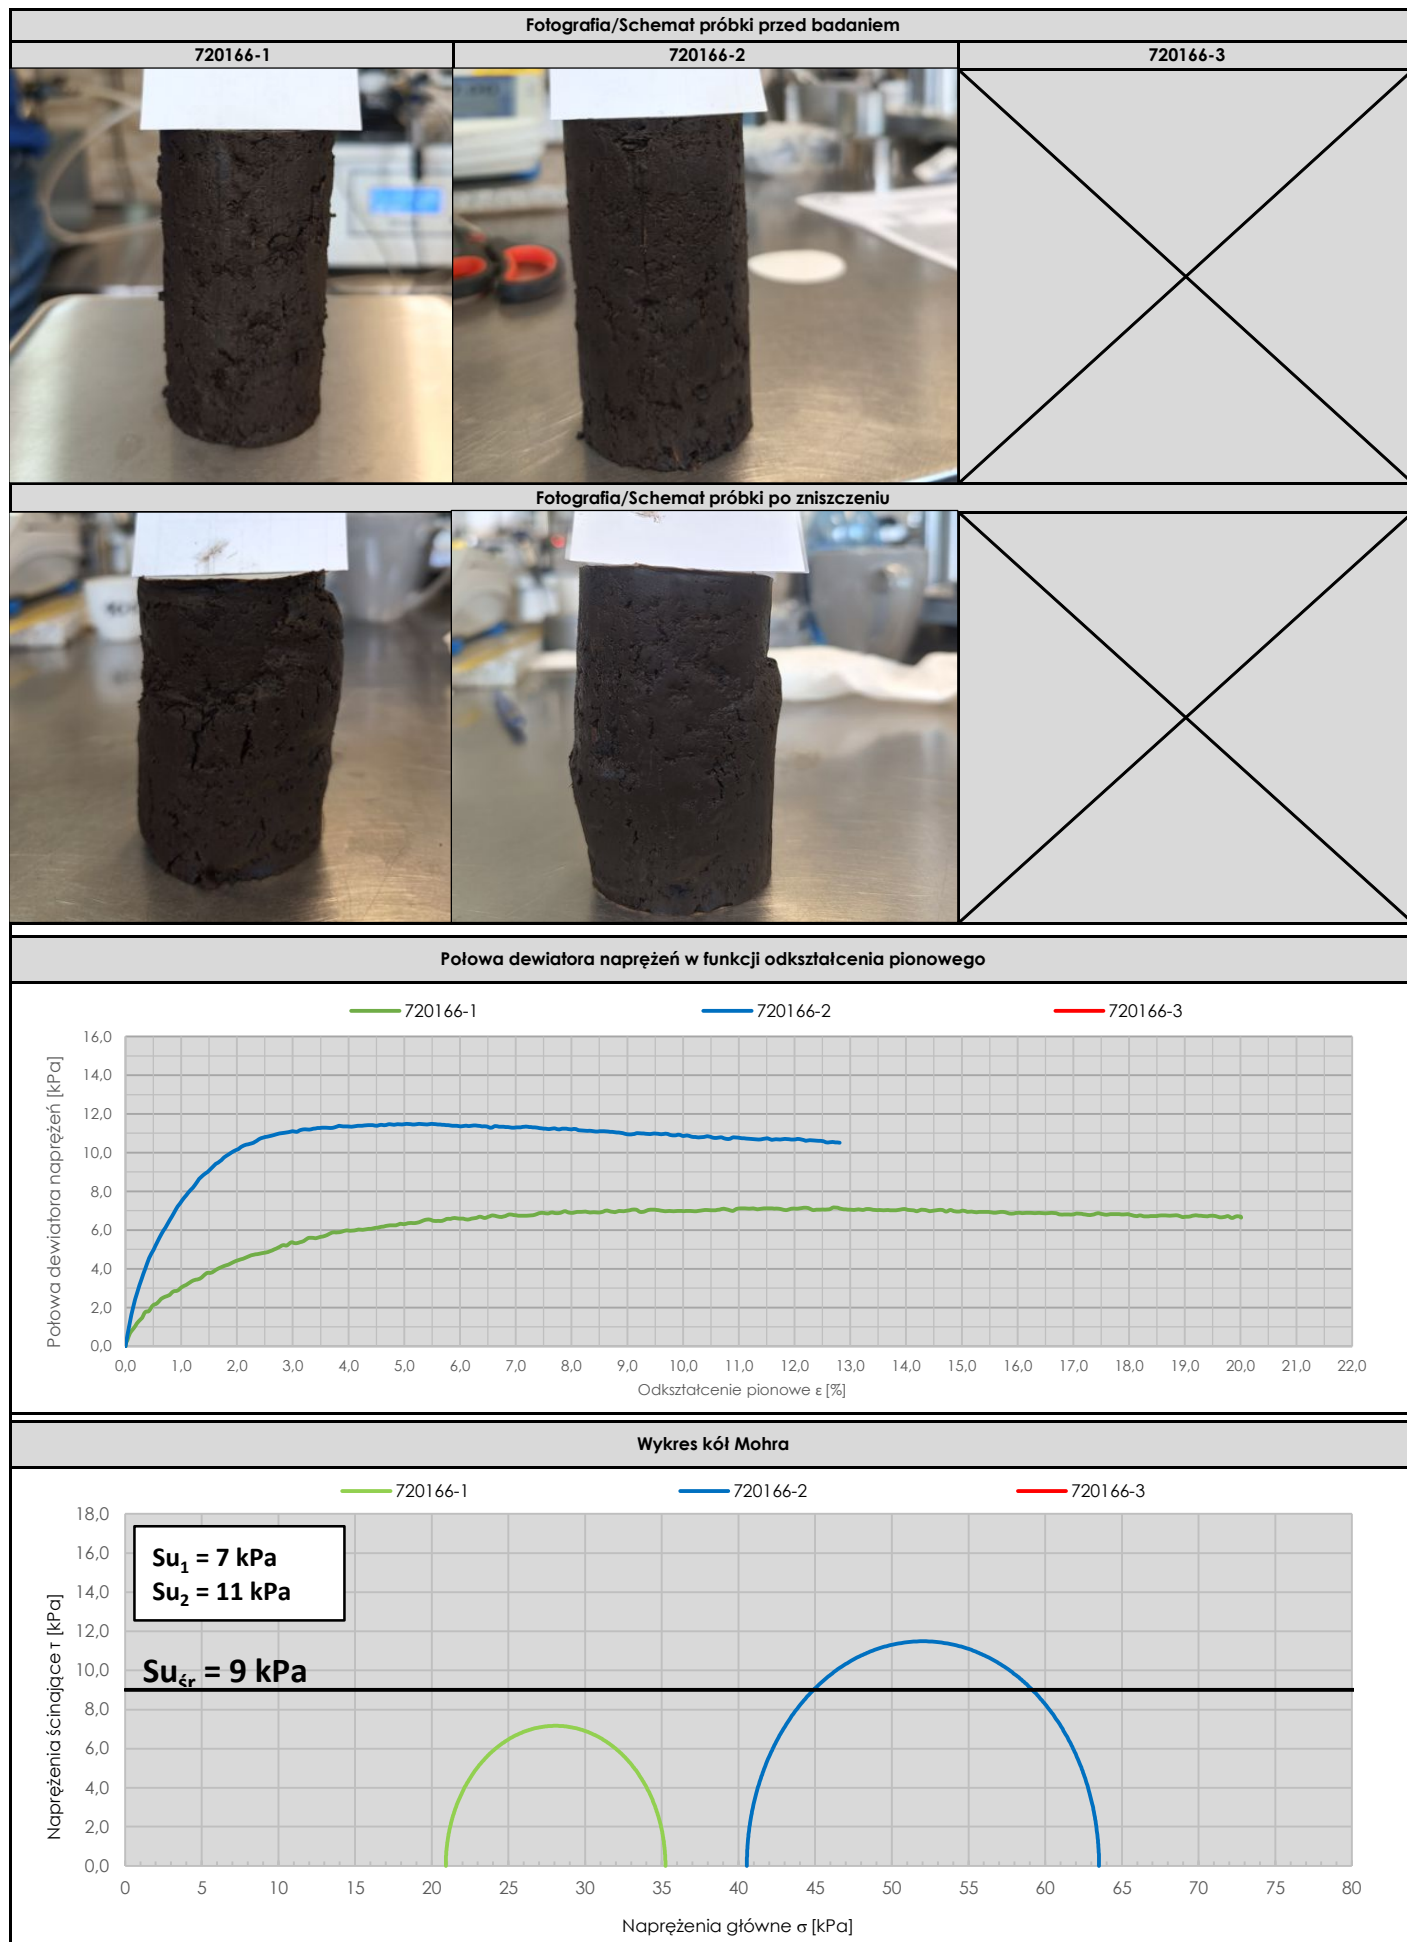 Fotografia/Schemat próbki przed badaniem
720166-1 720166-2 720166-3
Fotografia/Schemat próbki po zniszczeniu
Połowa dewiatora naprężeń w funkcji odkształcenia pionowego
720166-1 720166-2 720166-3
Połowa dewiatora naprężeń [kPa]
16,0
14,0
12,0
10,0
8,0
6,0
4,0
2,0
0,0
0,0 1,0 2,0 3,0 4,0 5,0 6,0 7,0 8,0 9,0 10,0 11,0 12,0 13,0 14,0 15,0 16,0 17,0 18,0 19,0 20,0 21,0 22,0
Odkształcenie pionowe ε [%]
Wykres kół Mohra
720166-1 720166-2 720166-3
Naprężenia ścinające τ [kPa]
18,0
16,0
14,0
12,0
10,0
8,0
6,0
4,0
2,0
0,0
Su₁ = 7 kPa
Su₂ = 11 kPa
Suśr = 9 kPa
0 5 10 15 20 25 30 35 40 45 50 55 60 65 70 75 80
Naprężenia główne σ [kPa]